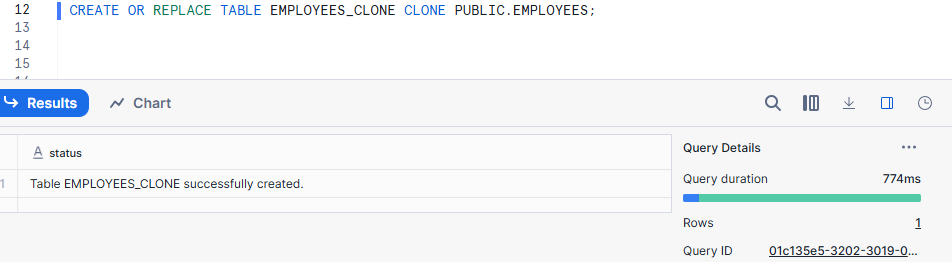 12 CREATE OR REPLACE TABLE EMPLOYEES_CLONE CLONE PUBLIC.EMPLOYEES;
13
14
15
Results Chart
A status
1 Table EMPLOYEES_CLONE successfully created.
Query Details
...
Query duration 774ms
Rows 1
Query ID 01c135e5-3202-3019-0...